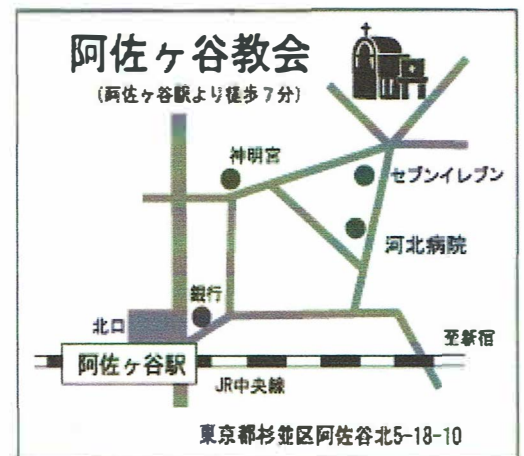 阿佐ヶ谷教会
(阿佐ヶ谷駅より徒歩7分)
神明宮
セブンイレブン
河北病院
銀行
北口
至新宿
阿佐ヶ谷駅
JR中央線
東京都杉並区阿佐谷北5-18-10